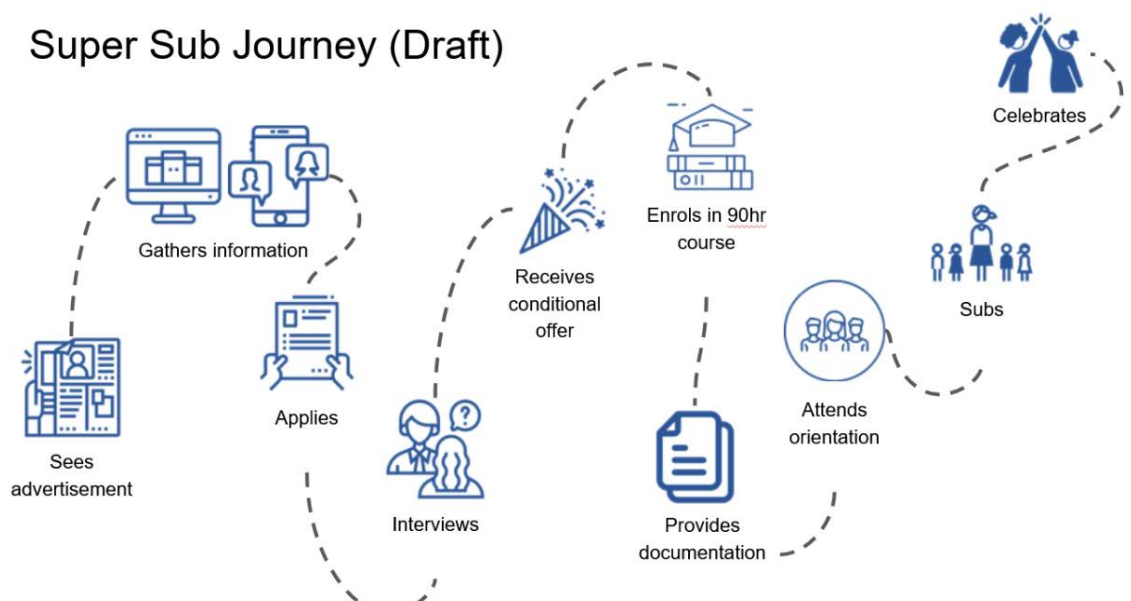 Super Sub Journey (Draft)
Sees
advertisement
Gathers information
Applies
Interviews
Receives
conditional
offer
Enrols in 90hr
course
Provides
documentation
Attends
orientation
Subs
Celebrates